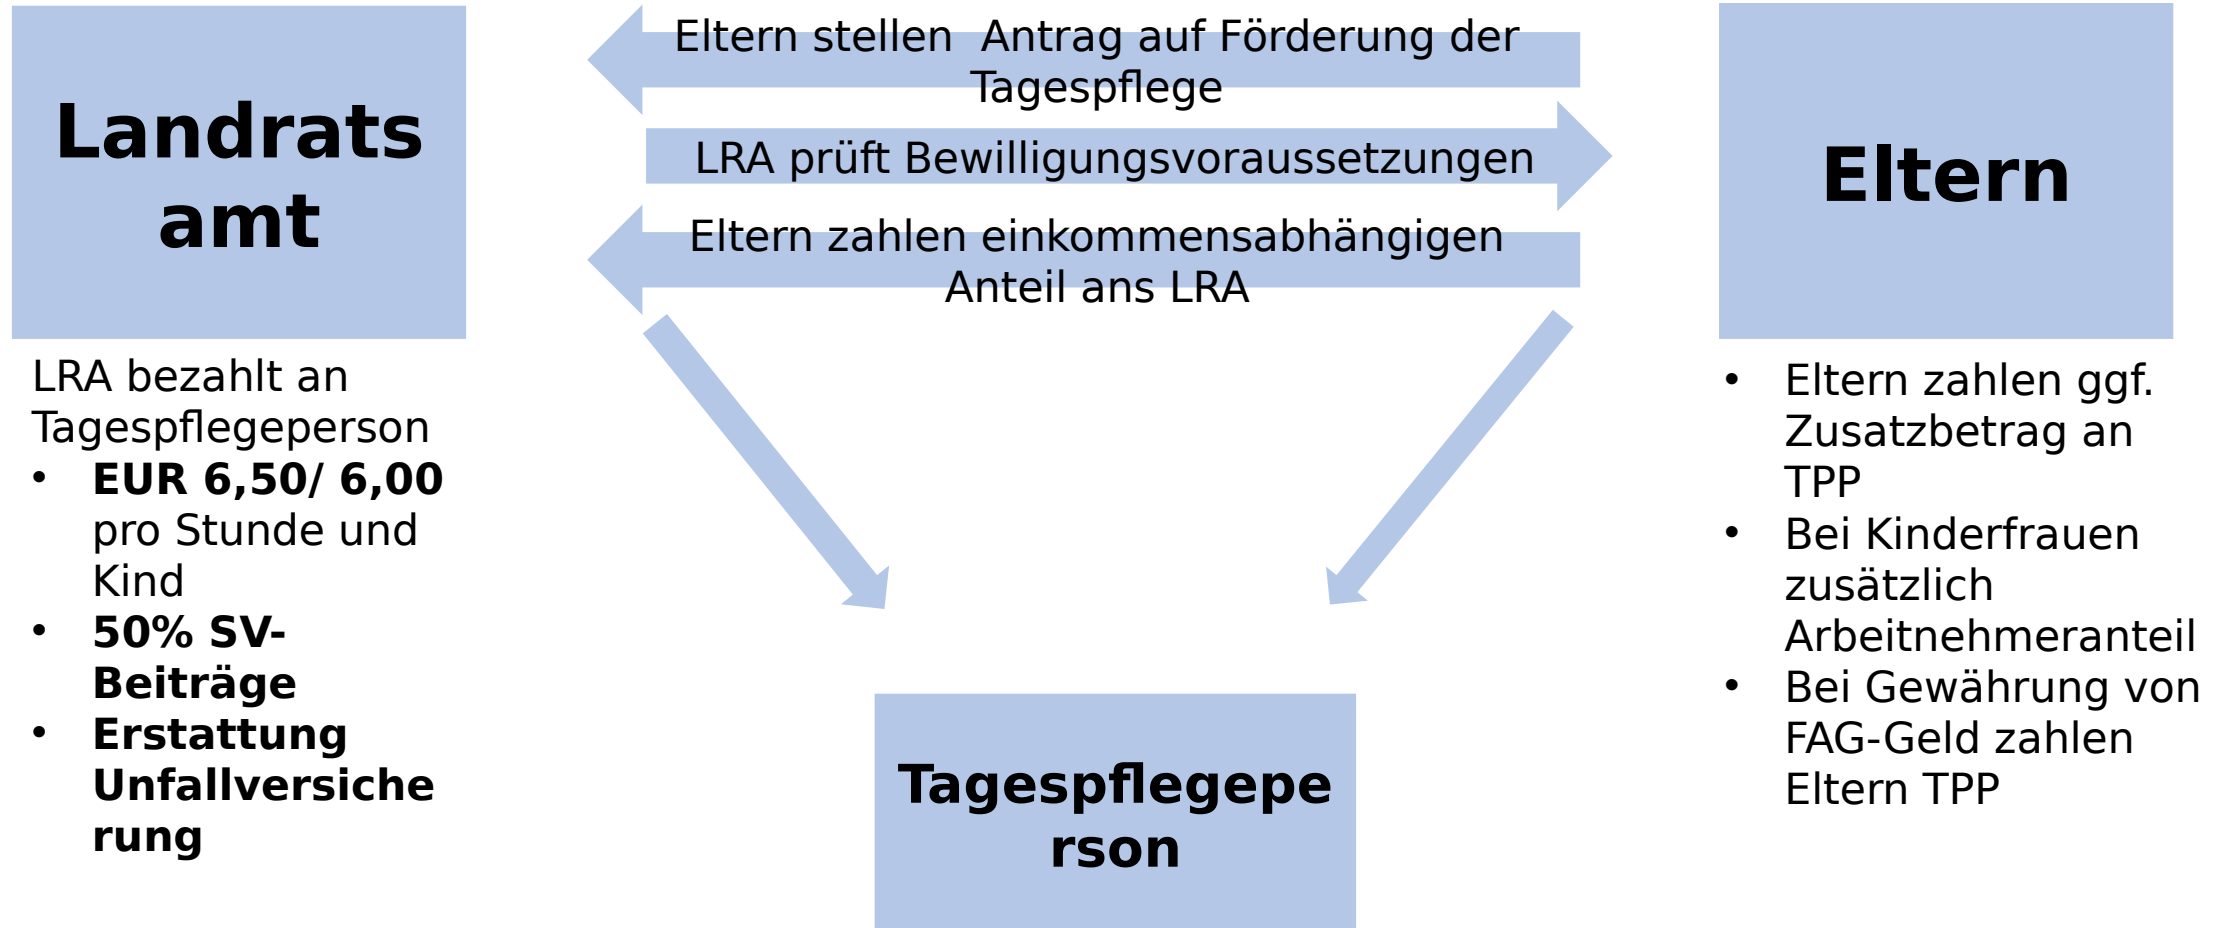 Landrats
amt
Eltern stellen  Antrag auf Förderung der
Tagespflege
LRA prüft Bewilligungsvoraussetzungen
Eltern zahlen einkommensabhängigen
Anteil ans LRA
Eltern
LRA bezahlt an
Tagespflegeperson
• EUR 6,50/ 6,00
pro Stunde und
Kind
• 50% SV-
Beiträge
• Erstattung
Unfallversiche
rung
• Eltern zahlen ggf.
Zusatzbetrag an
TPP
• Bei Kinderfrauen
zusätzlich
Arbeitnehmeranteil
• Bei Gewährung von
FAG-Geld zahlen
Eltern TPP
Tagespflegepe
rson